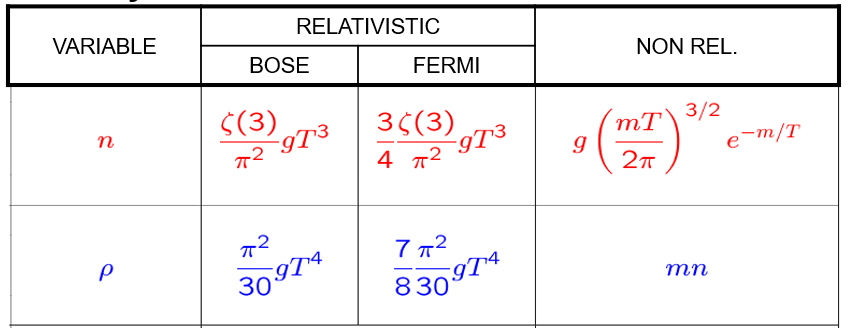 VARIABLE RELATIVISTIC NON REL.
BOSE FERMI
n ζ(3)/π² gT³ 3/4 ζ(3)/π² gT³ g (mT/2π)^{3/2} e^{−m/T}
ρ π²/30 gT⁴ 7/8 π²/30 gT⁴ mn